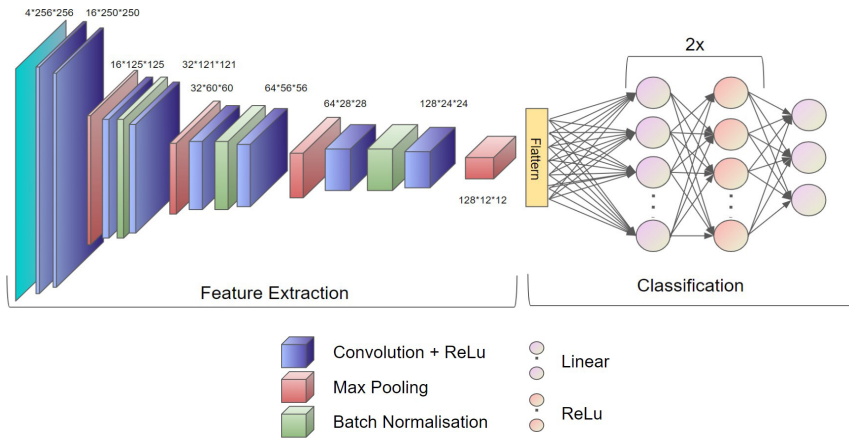 4*256*256
16*250*250
16*125*125
32*121*121
32*60*60
64*56*56
64*28*28
128*24*24
128*12*12
Flattern
2x
Feature Extraction
Classification
Convolution + ReLu
Max Pooling
Batch Normalisation
Linear
ReLu